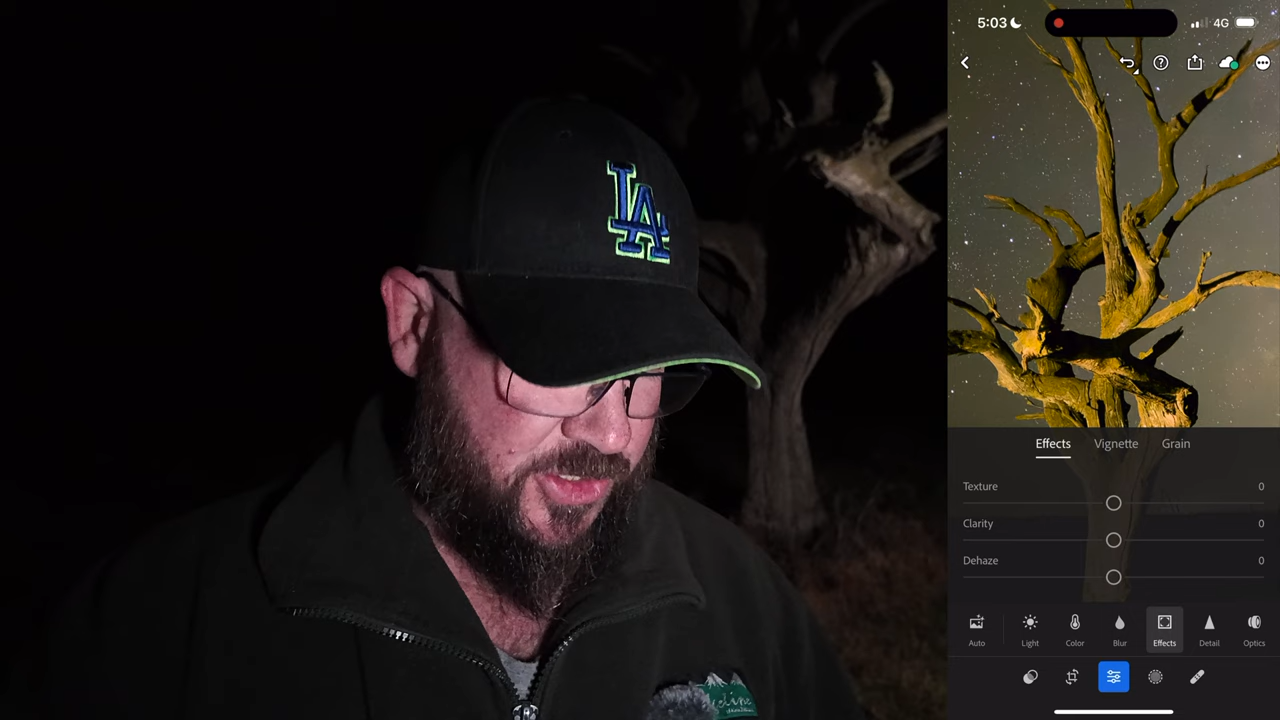 LA
5:03
4G
Effects Vignette Grain
Texture 0
Clarity 0
Dehaze 0
Auto Light Color Blur Effects Detail Optics